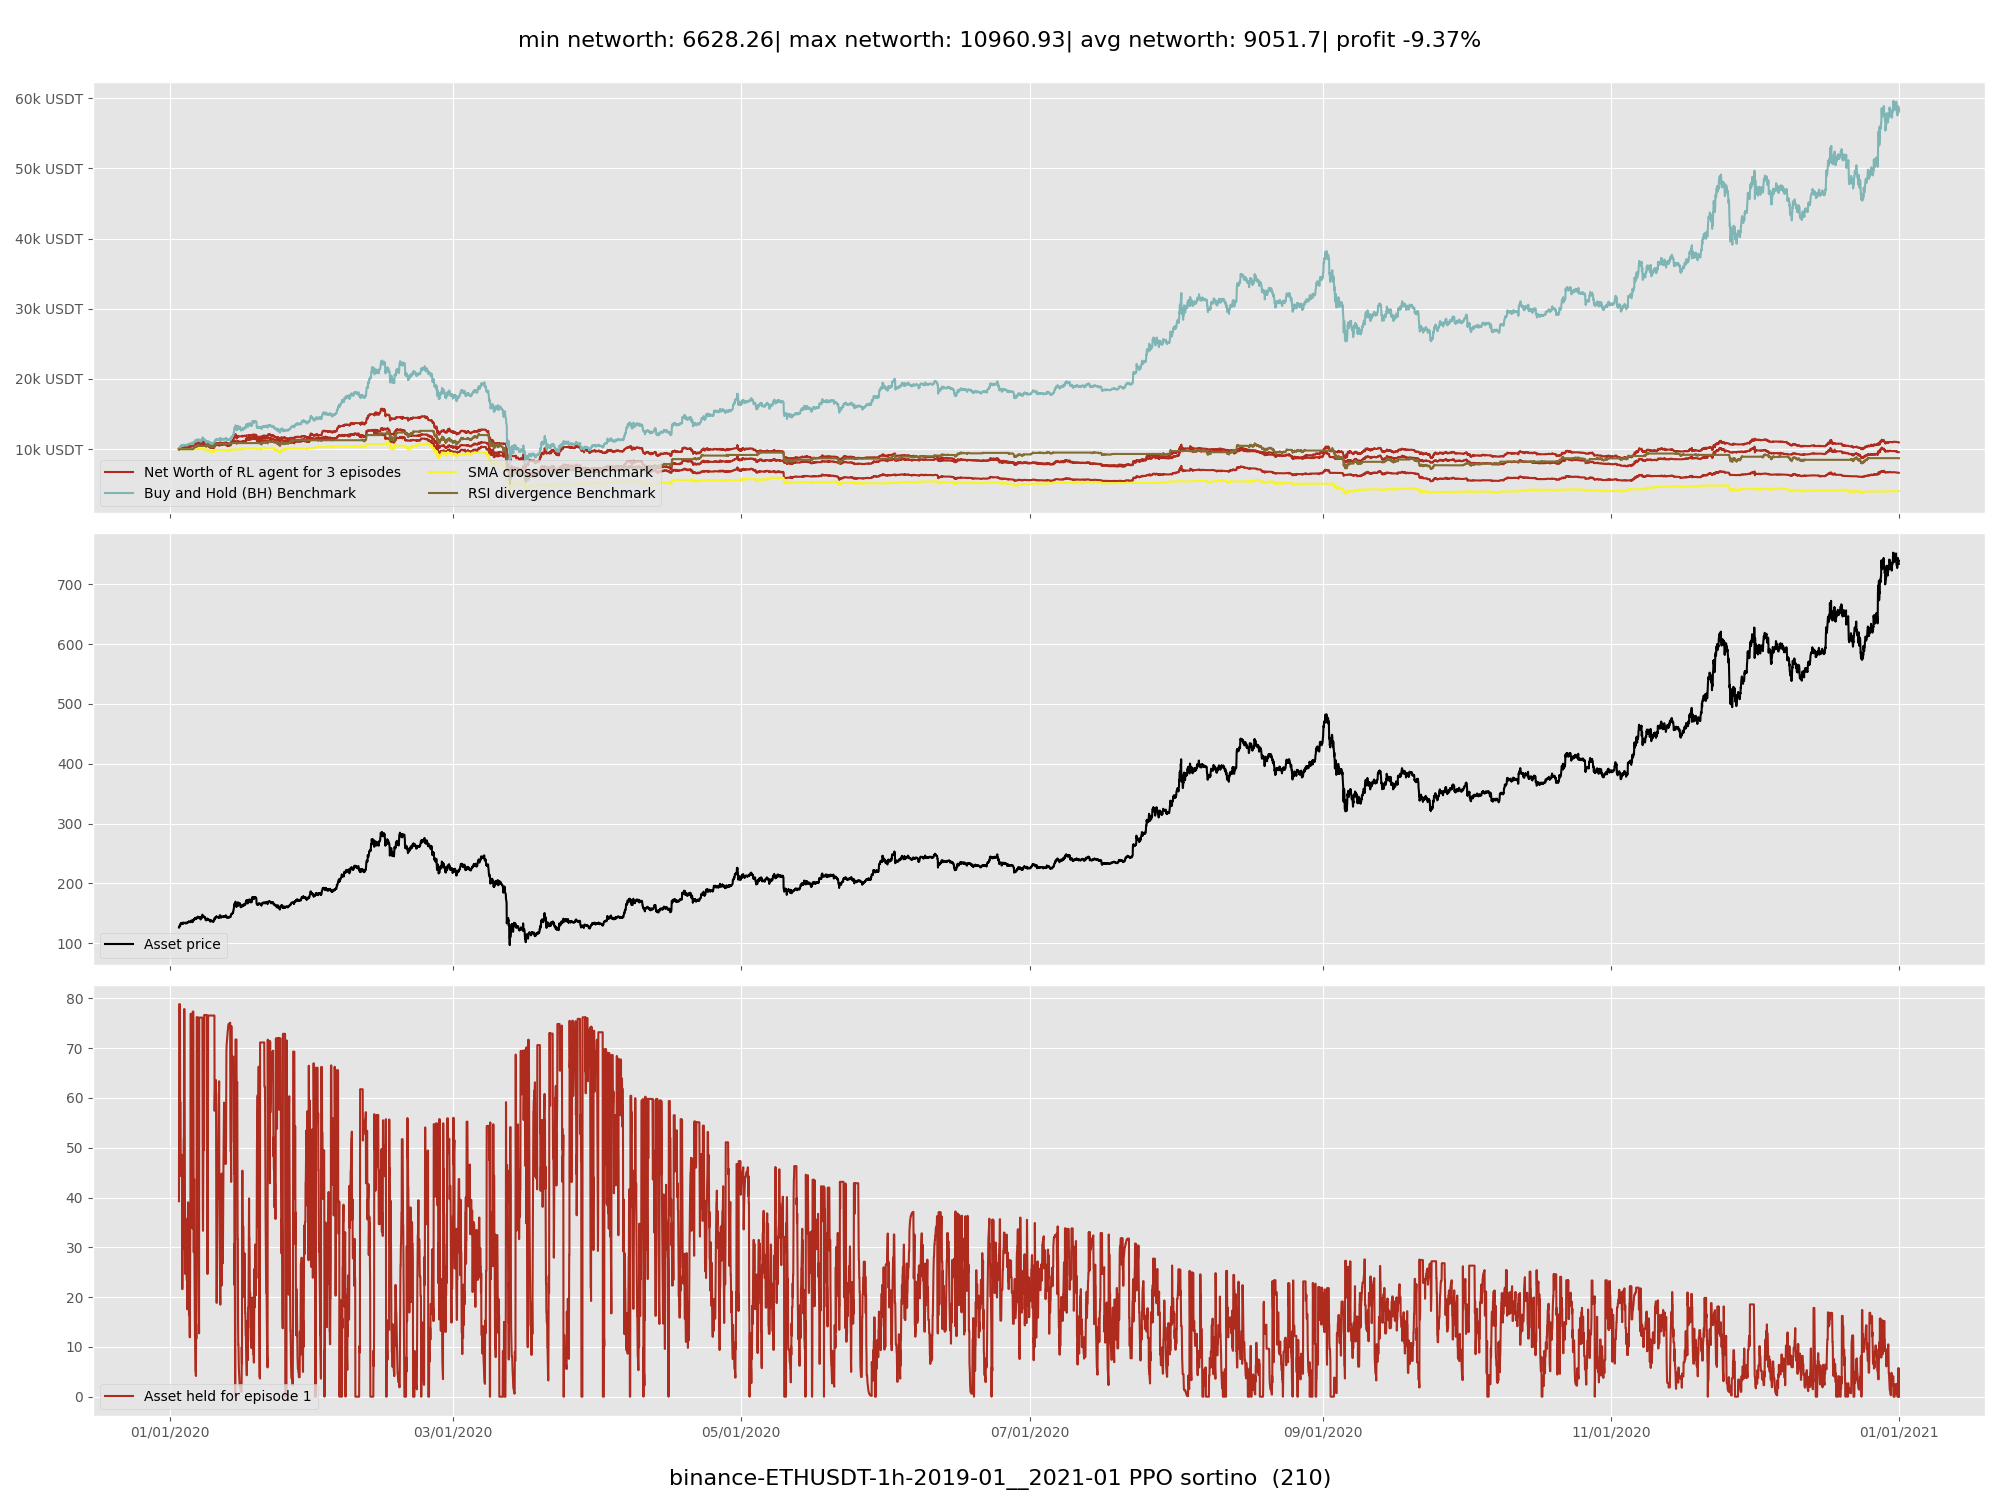 min networth: 6628.26| max networth: 10960.93| avg networth: 9051.7| profit -9.37%
60k USDT
50k USDT
40k USDT
30k USDT
20k USDT
10k USDT
Net Worth of RL agent for 3 episodes
Buy and Hold (BH) Benchmark
SMA crossover Benchmark
RSI divergence Benchmark
700
600
500
400
300
200
100
Asset price
80
70
60
50
40
30
20
10
0
Asset held for episode 1
01/01/2020 03/01/2020 05/01/2020 07/01/2020 09/01/2020 11/01/2020 01/01/2021
binance-ETHUSDT-1h-2019-01__2021-01 PPO sortino (210)